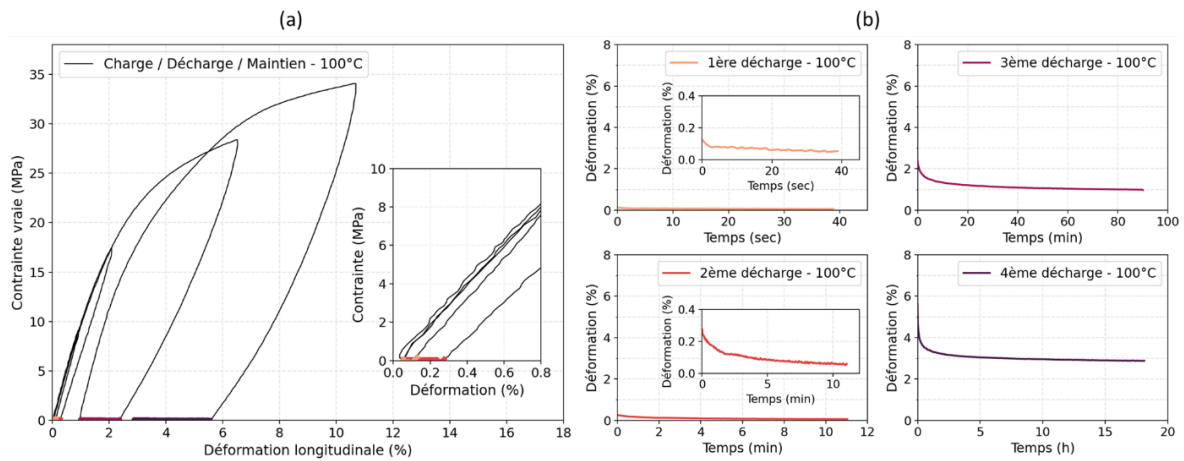 (a)
Contrainte vraie (MPa)
35
30
25
20
15
10
5
0
Charge / Décharge / Maintien - 100°C
Contrainte (MPa)
10
8
6
4
2
0
0.0 0.2 0.4 0.6 0.8
Déformation (%)
0 2 4 6 8 10 12 14 16 18
Déformation longitudinale (%)
(b)
Déformation (%)
8
6
4
2
0
1ère décharge - 100°C
Déformation (%)
0.4
0.2
0.0
0 20 40
Temps (sec)
0 10 20 30 40
Temps (sec)
Déformation (%)
8
6
4
2
0
3ème décharge - 100°C
0 20 40 60 80 100
Temps (min)
Déformation (%)
8
6
4
2
0
2ème décharge - 100°C
Déformation (%)
0.4
0.2
0.0
0 5 10
Temps (min)
0 2 4 6 8 10 12
Temps (min)
Déformation (%)
8
6
4
2
0
4ème décharge - 100°C
0 5 10 15 20
Temps (h)